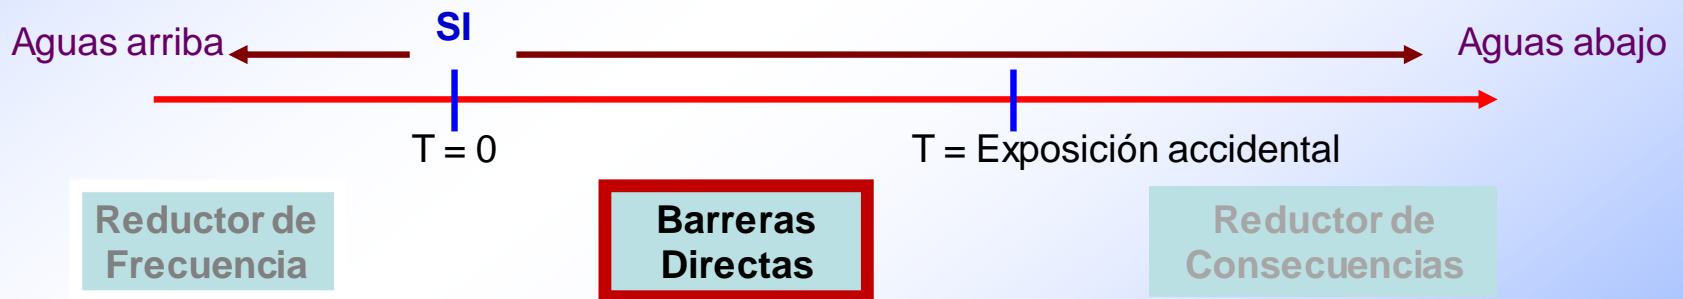 SI
Aguas arriba
Aguas abajo
T = 0
T = Exposición accidental
Reductor de
Frecuencia
Barreras
Directas
Reductor de
Consecuencias